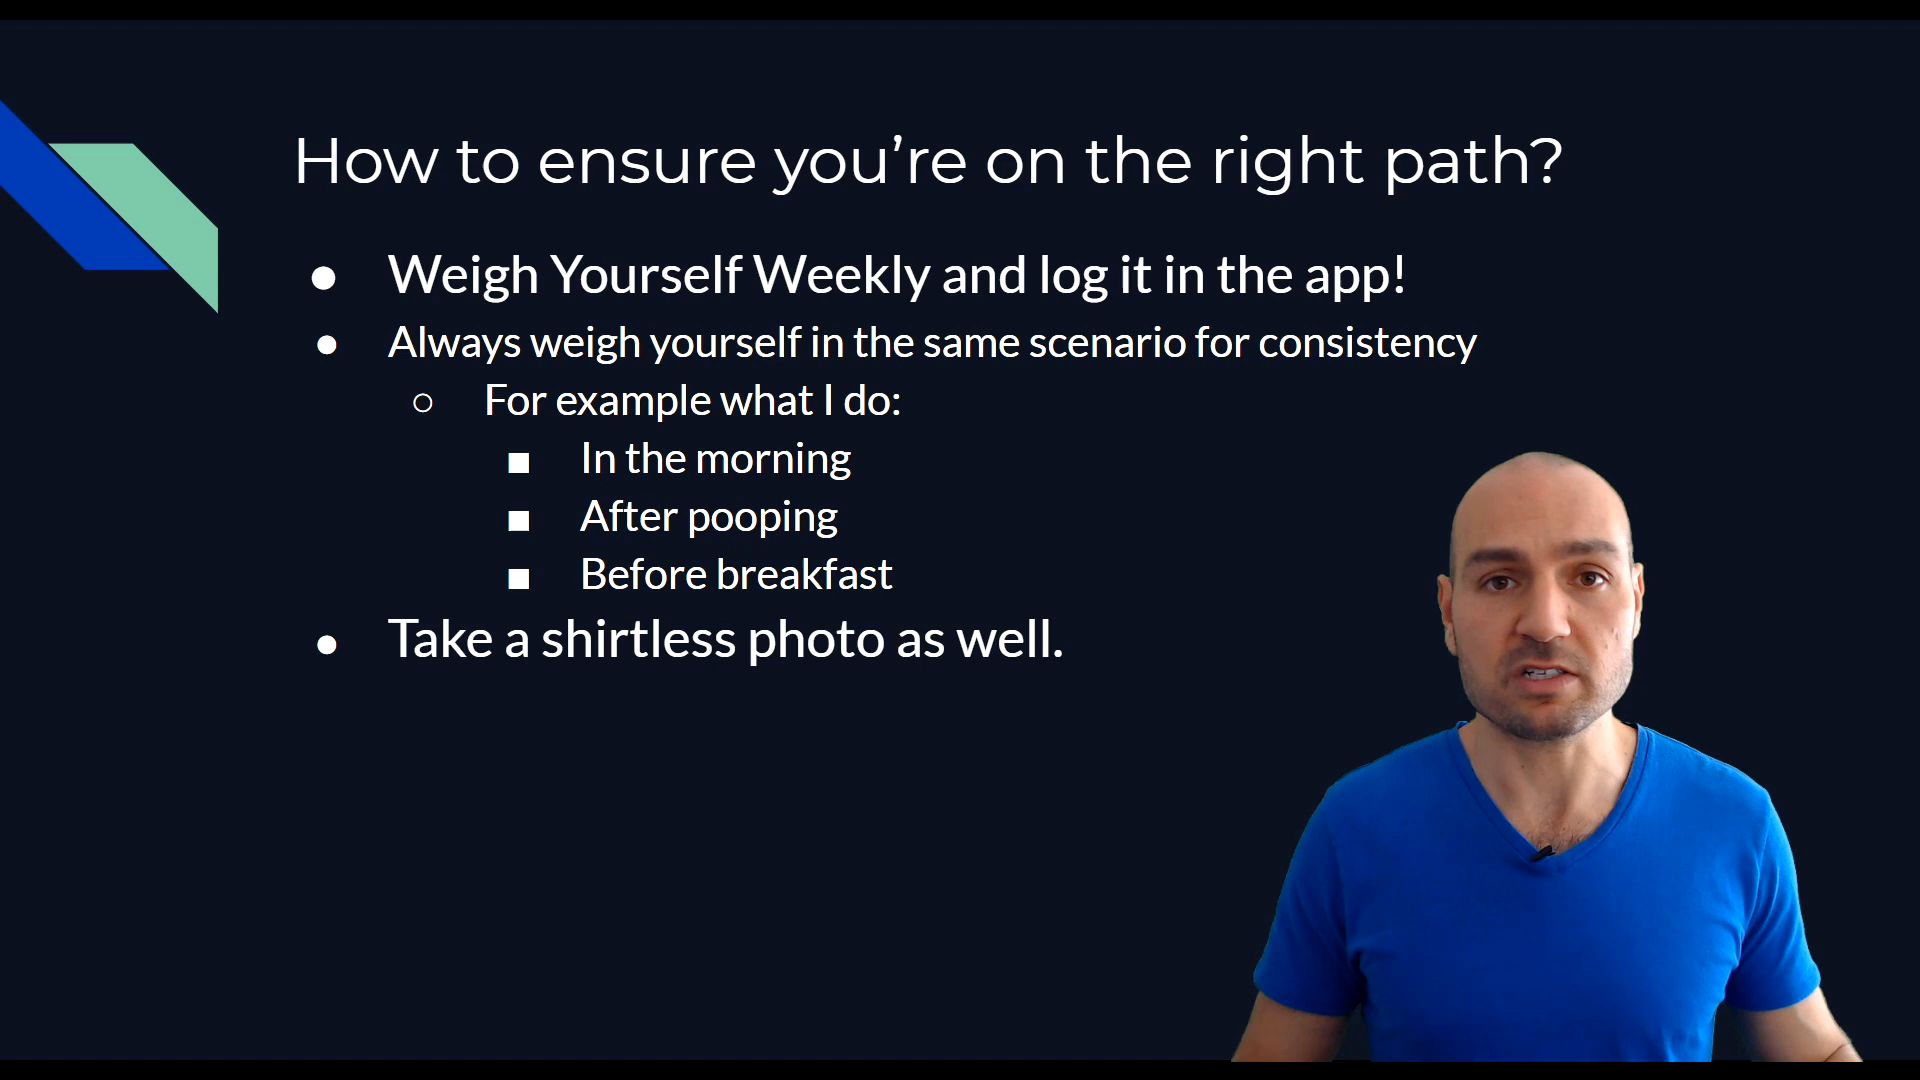 How to ensure you’re on the right path?
● Weigh Yourself Weekly and log it in the app!
● Always weigh yourself in the same scenario for consistency
○ For example what I do:
■ In the morning
■ After pooping
■ Before breakfast
● Take a shirtless photo as well.